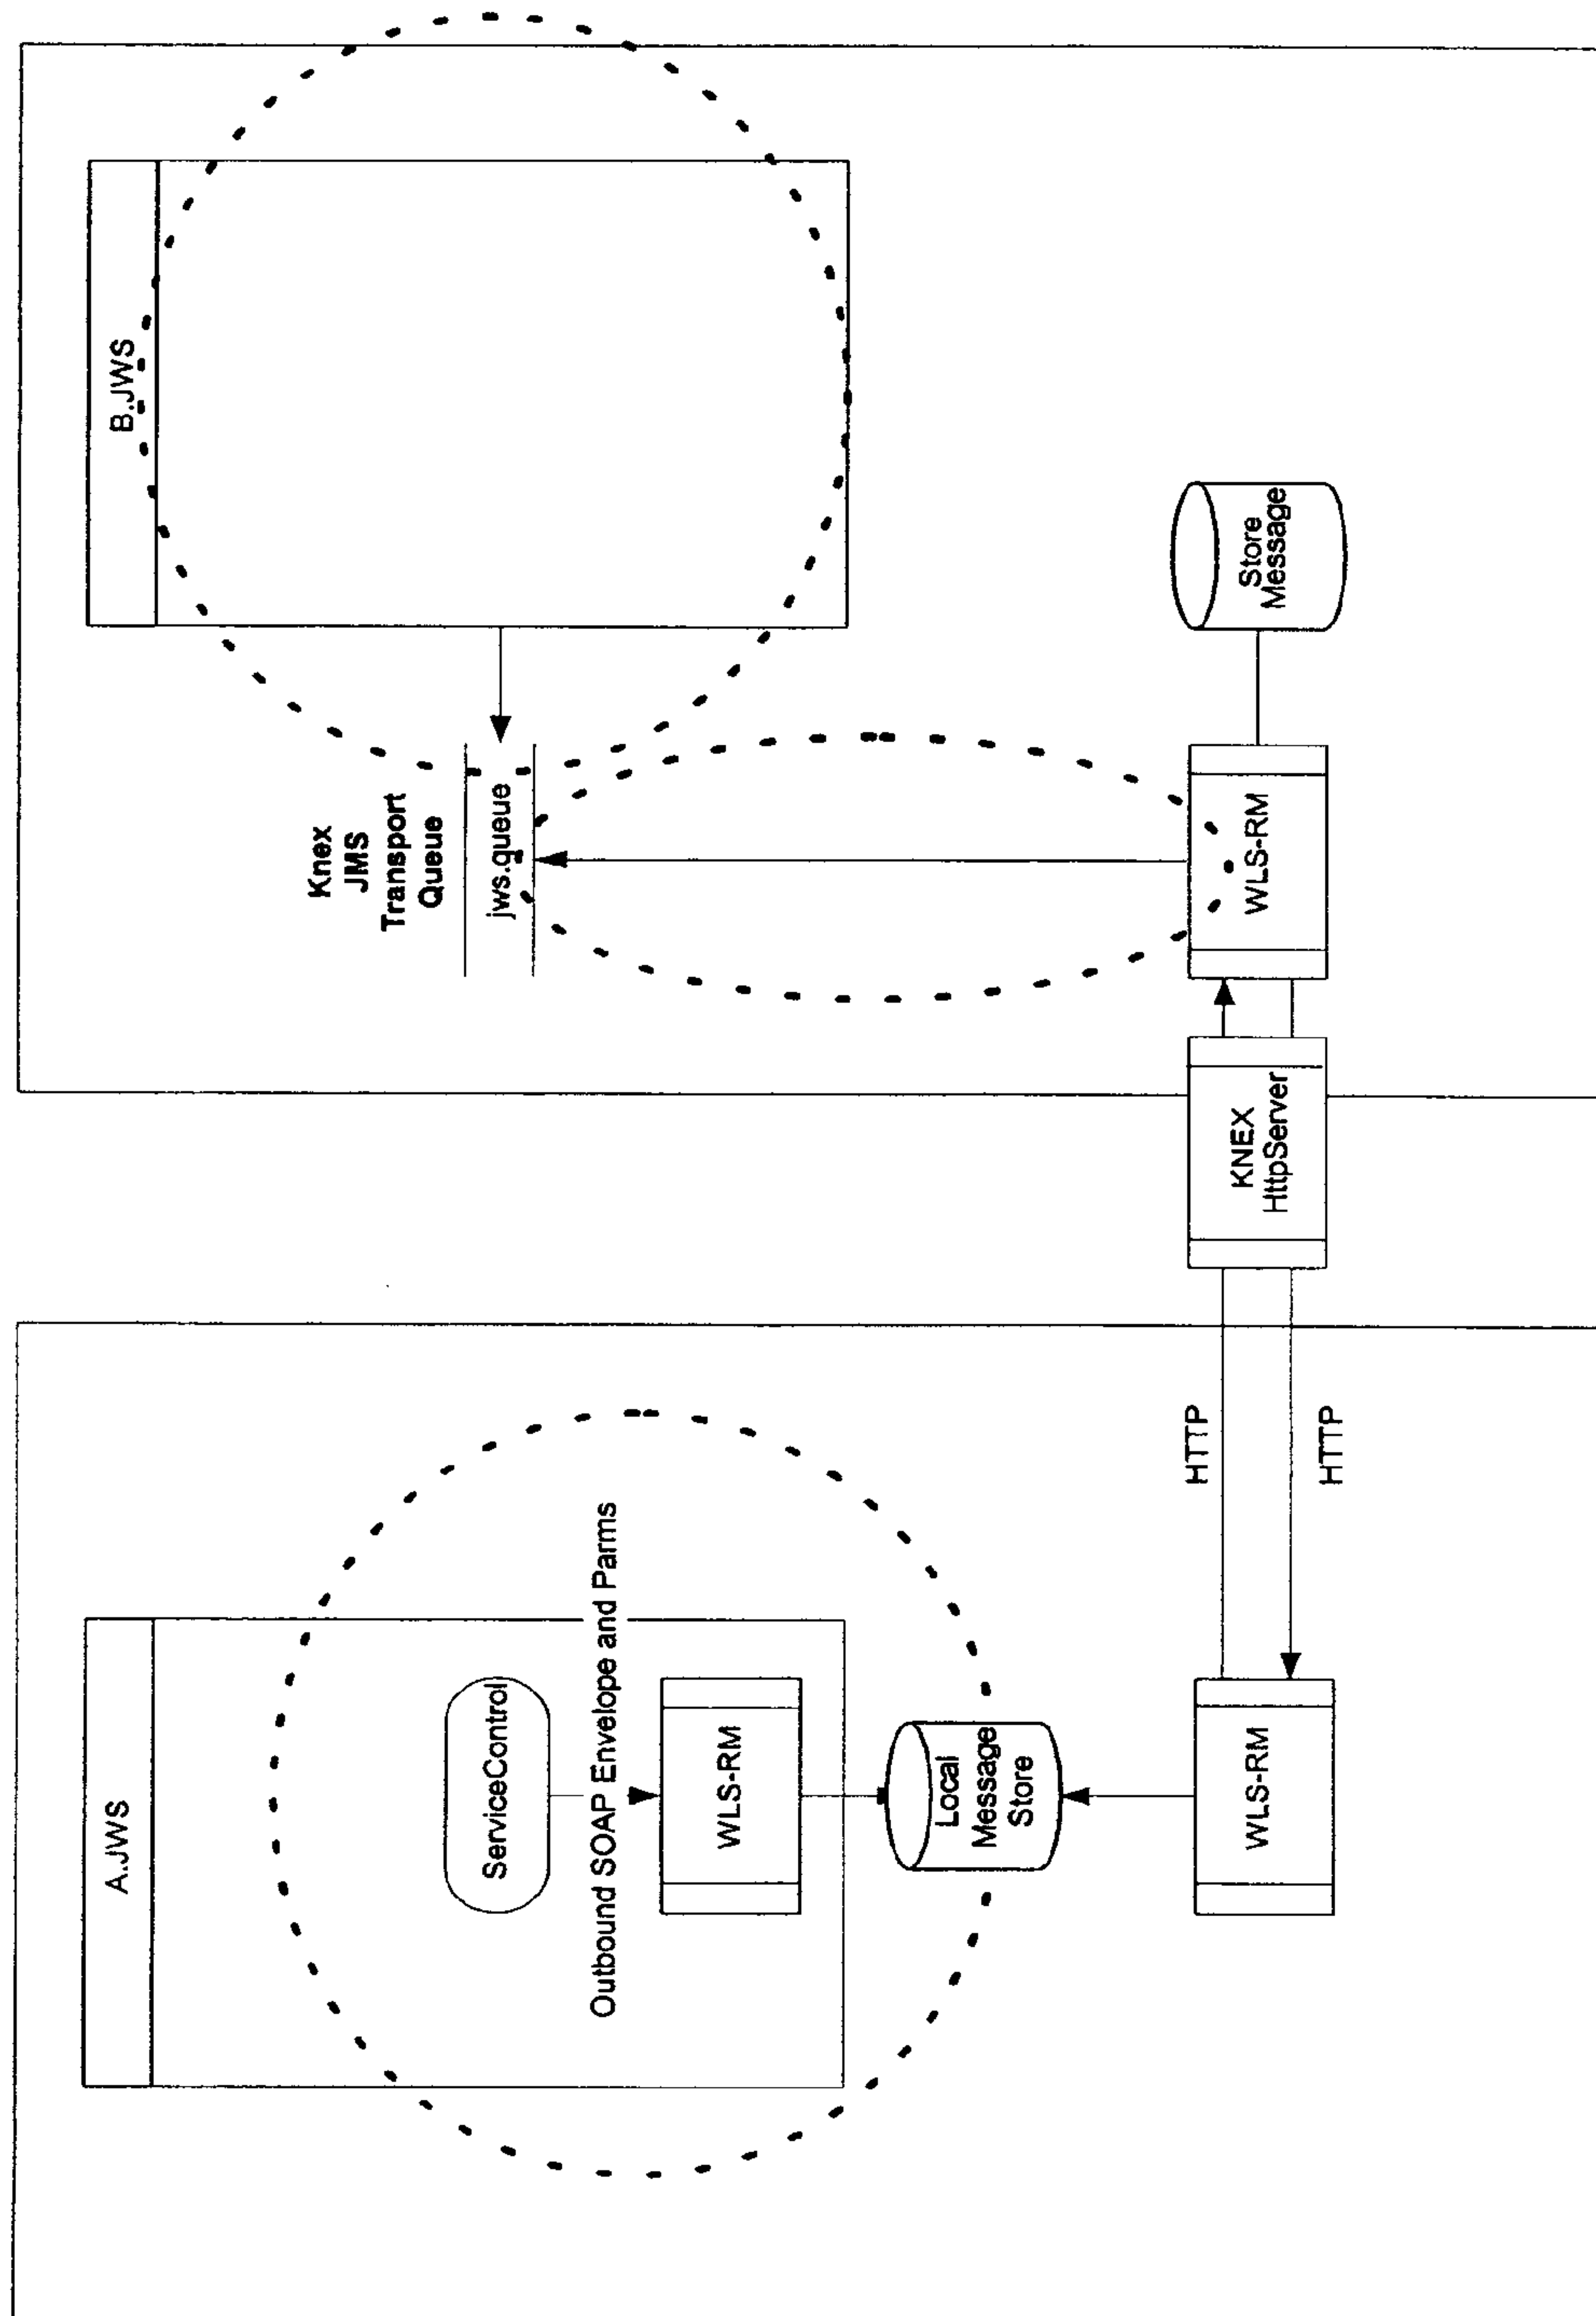 A.JWS
ServiceControl
Outbound SOAP Envelope and Parms
WLS-RM
Local
Message
Store
WLS-RM
HTTP
HTTP
KNEX
HttpServer
B.JWS
Knex
JMS
Transport
Queue
jws.queue
WLS-RM
Store
Message